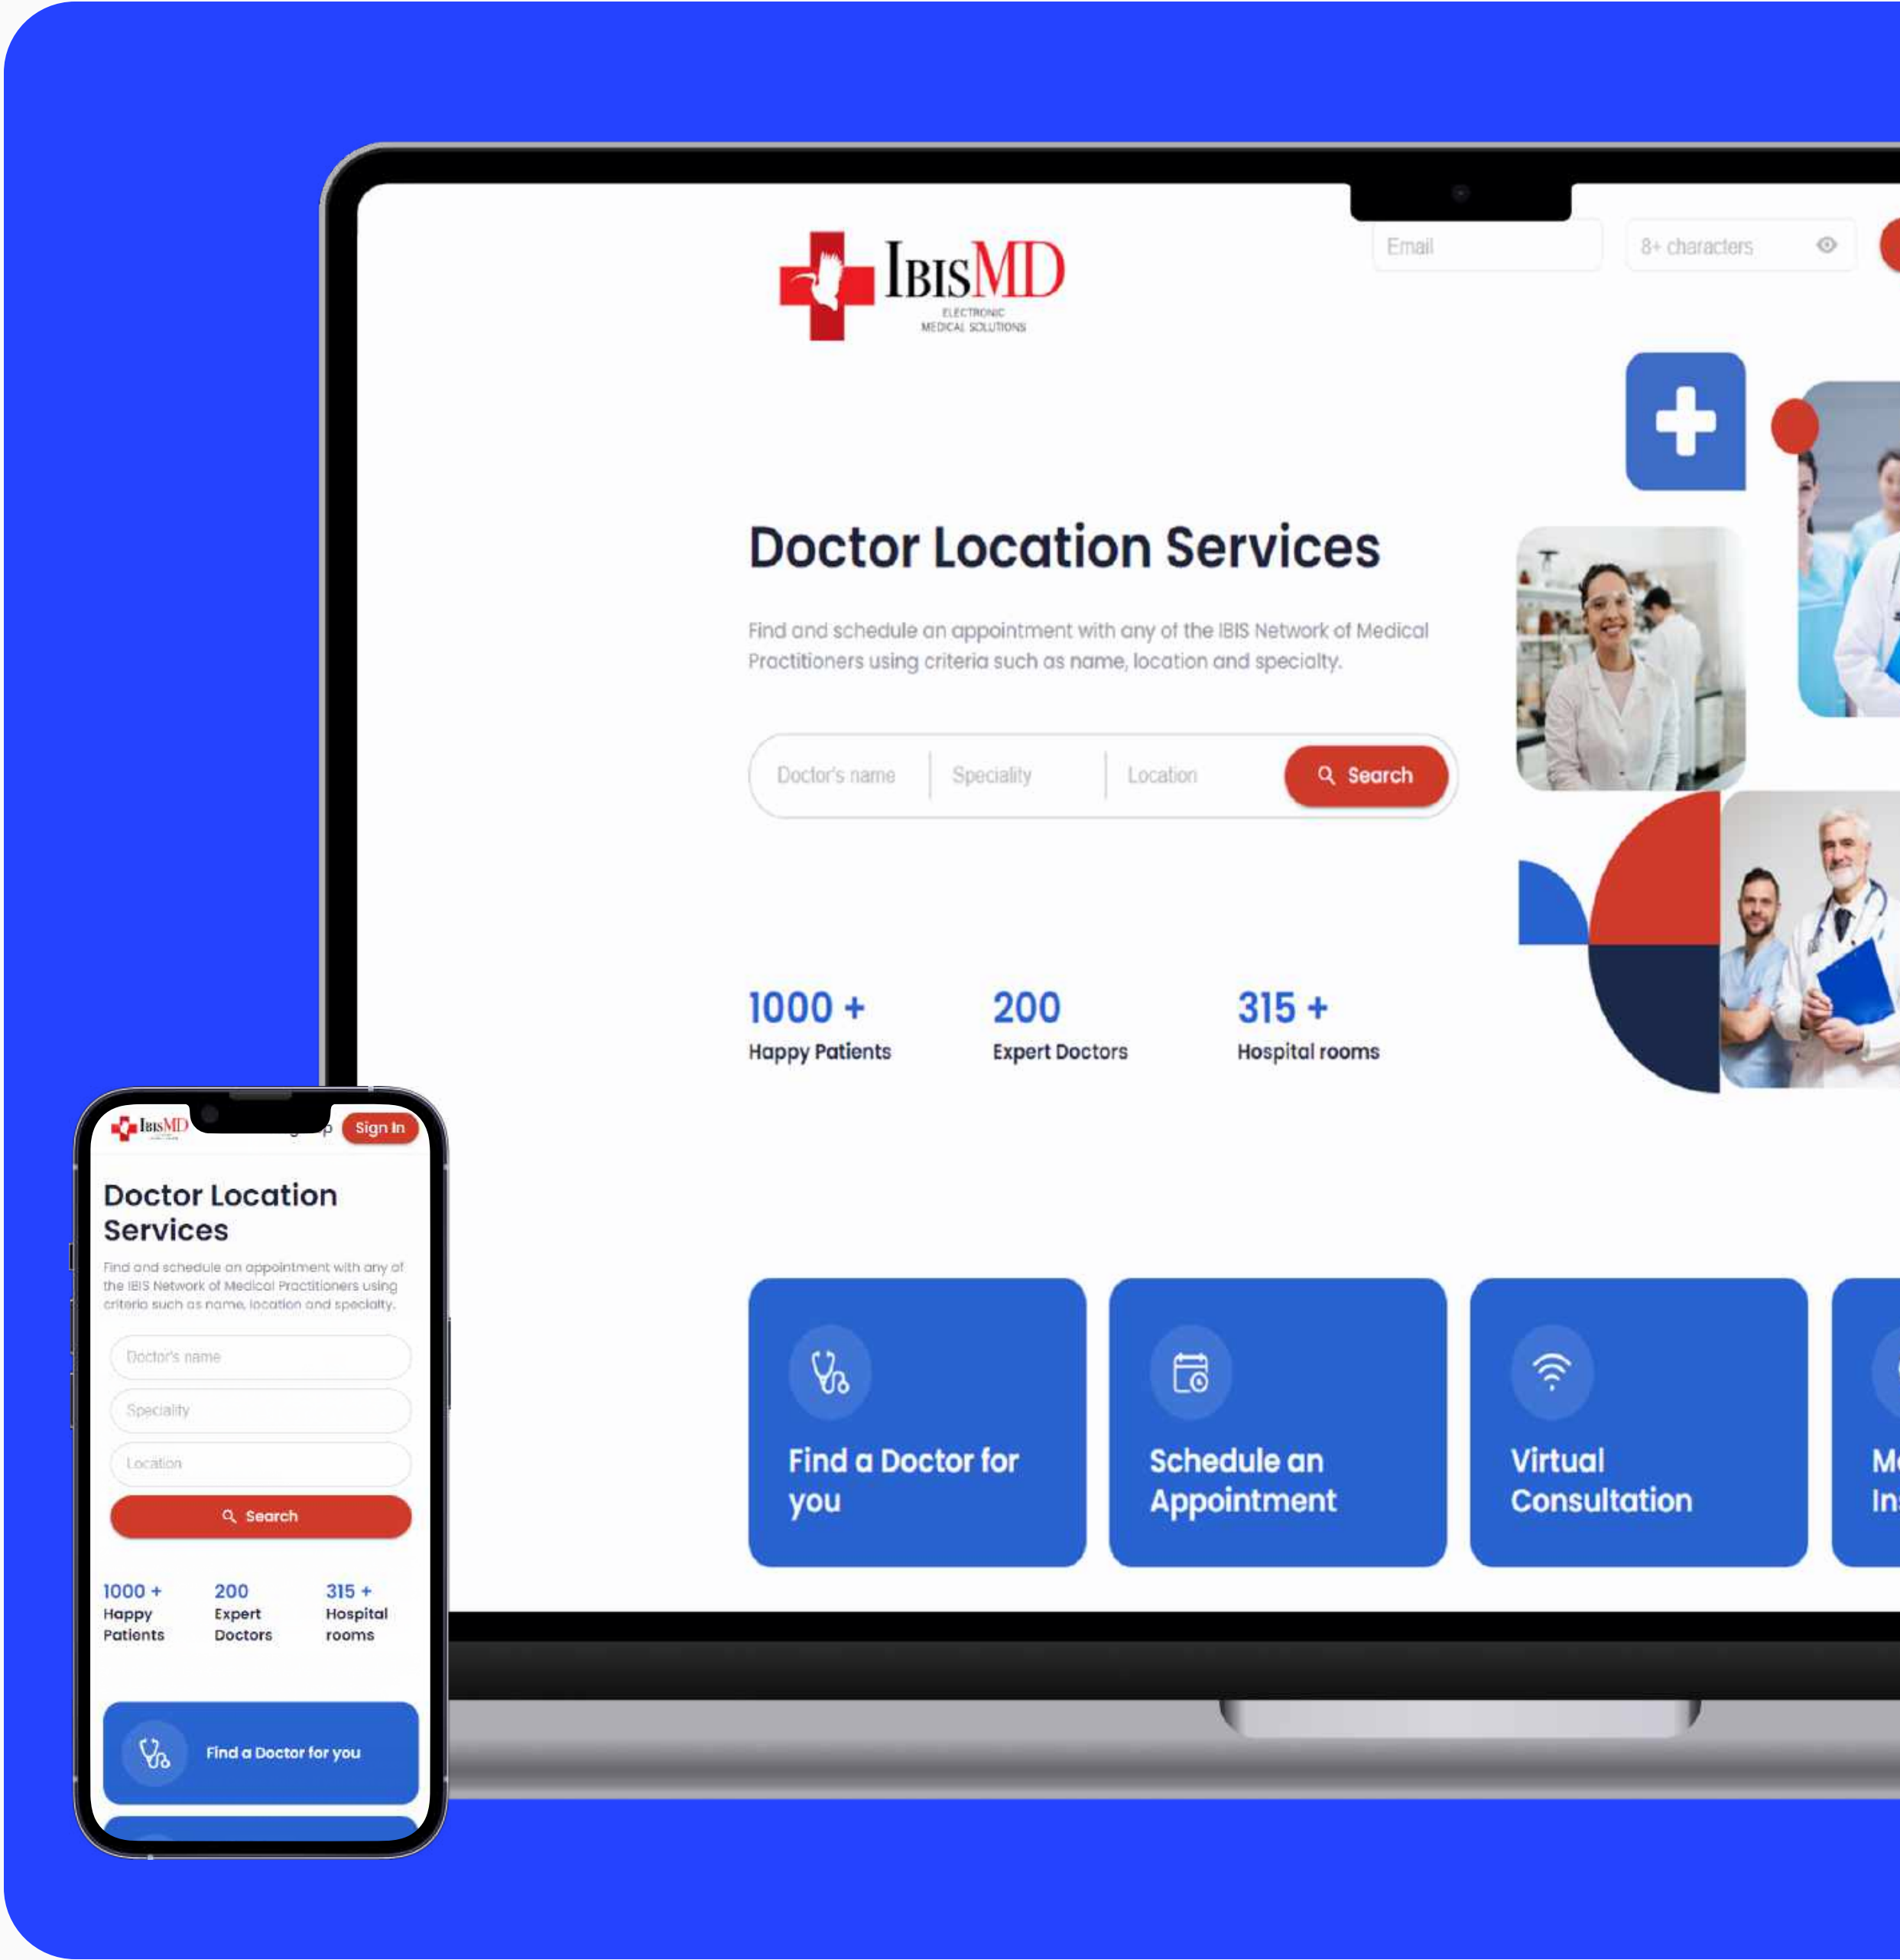 IBISMD
ELECTRONIC
MEDICAL SOLUTIONS
Email
8+ characters
Doctor Location Services
Find and schedule an appointment with any of the IBIS Network of Medical
Practitioners using criteria such as name, location and specialty.
Doctor's name
Speciality
Location
Search
1000 +
Happy Patients
200
Expert Doctors
315 +
Hospital rooms
Find a Doctor for
you
Schedule an
Appointment
Virtual
Consultation
IBISMD
Sign In
Doctor Location
Services
Find and schedule an appointment with any of
the IBIS Network of Medical Practitioners using
criteria such as name, location and specialty.
Doctor's name
Speciality
Location
Search
1000 +
Happy
Patients
200
Expert
Doctors
315 +
Hospital
rooms
Find a Doctor for you